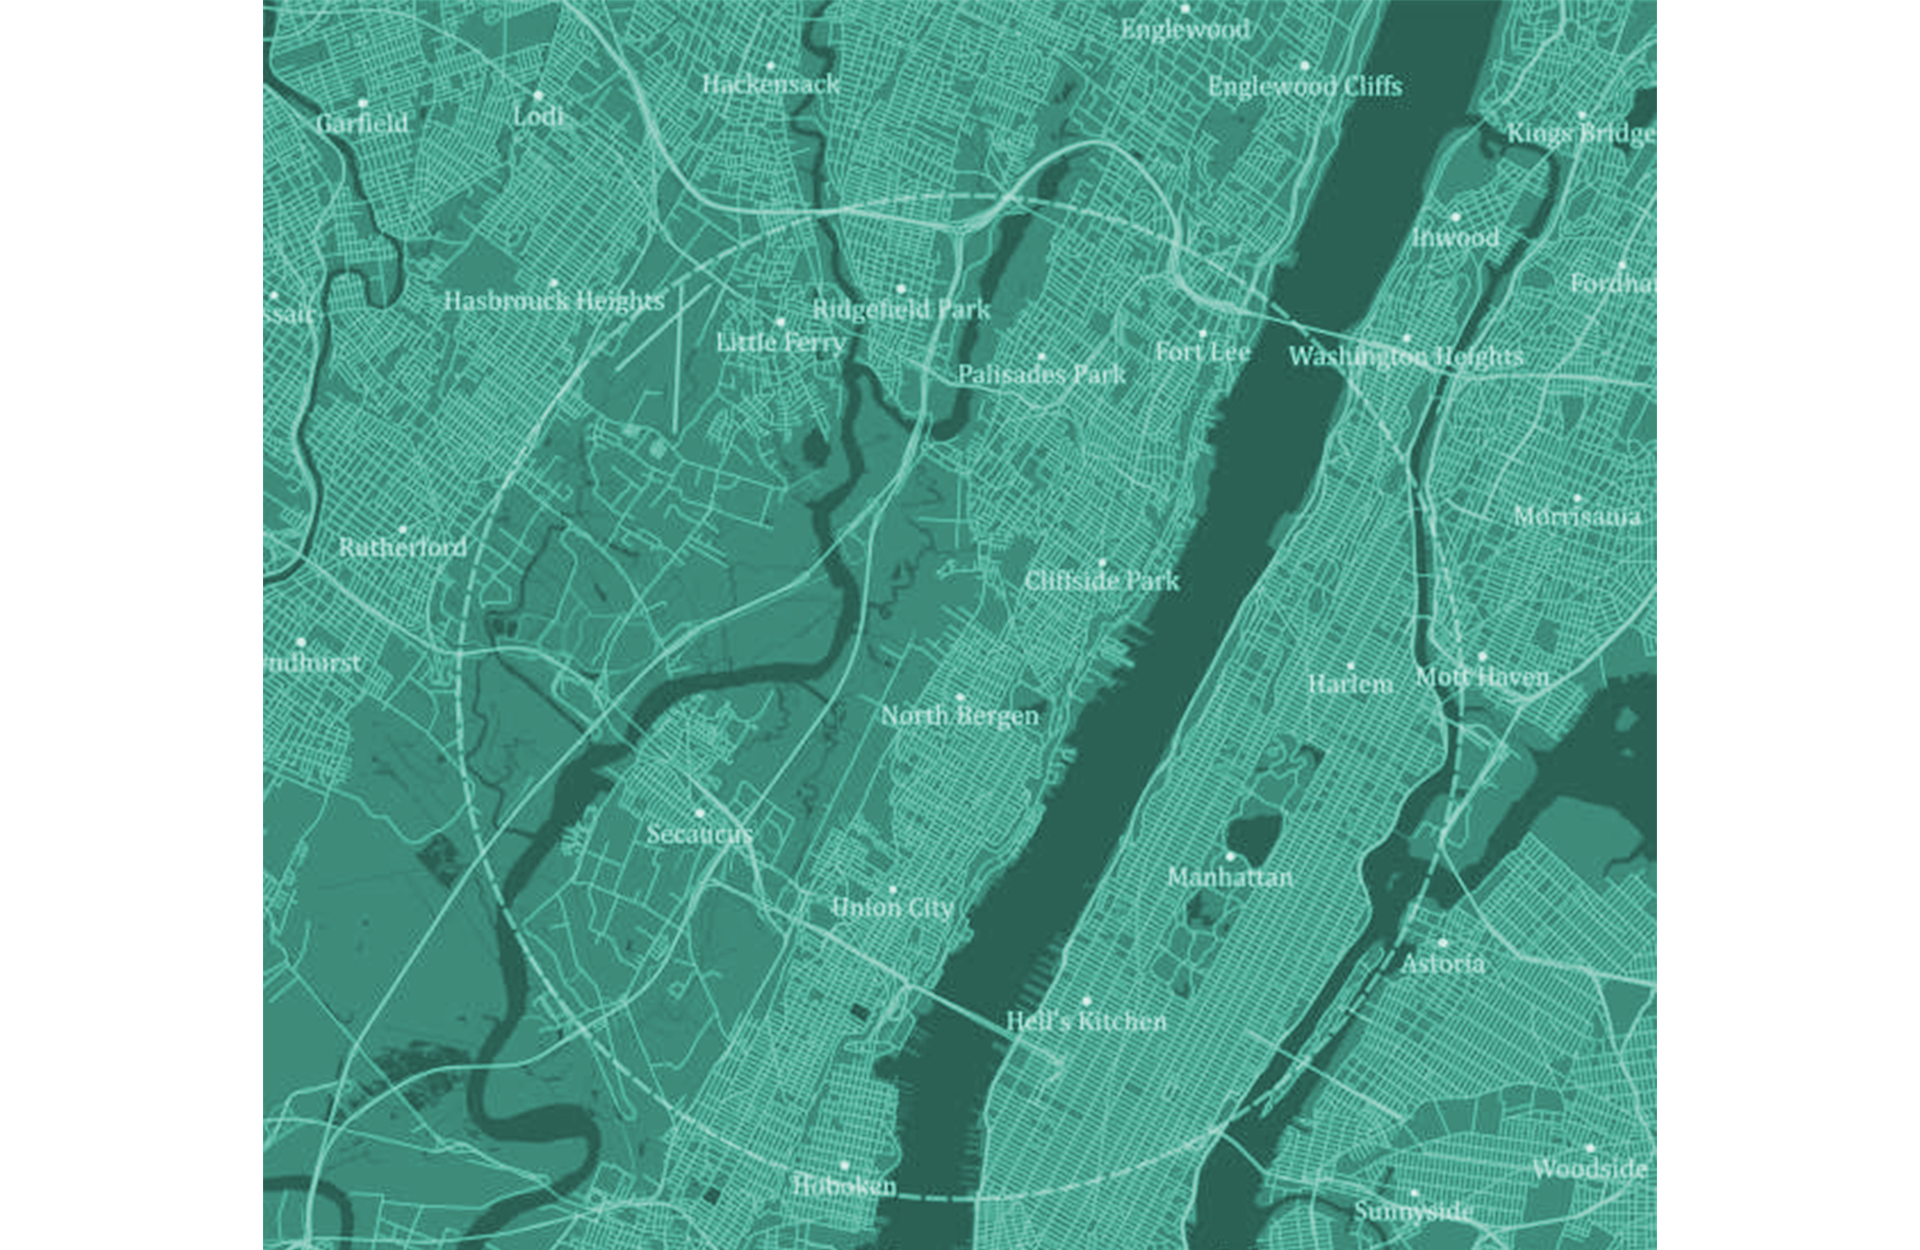 Englewood
Hackensack
Englewood Cliffs
Garfield
Lodi
Kings Bridge
Inwood
Fordha
Hasbrouck Heights
Ridgefield Park
ssaic
Little Ferry
Fort Lee
Washington Heights
Palisades Park
Morrisania
Rutherford
Cliffside Park
ndhurst
Harlem
Mott Haven
North Bergen
Secaucus
Manhattan
Union City
Astoria
Hell's Kitchen
Woodside
Hoboken
Sunnyside